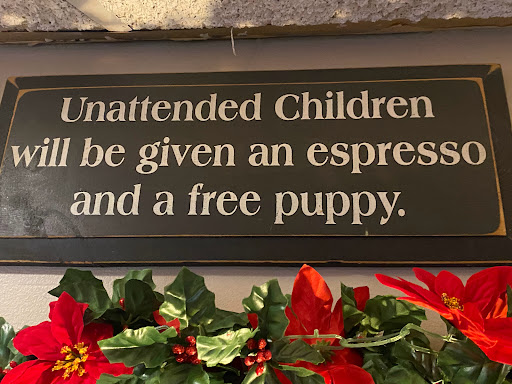 Unattended Children
will be given an espresso
and a free puppy.